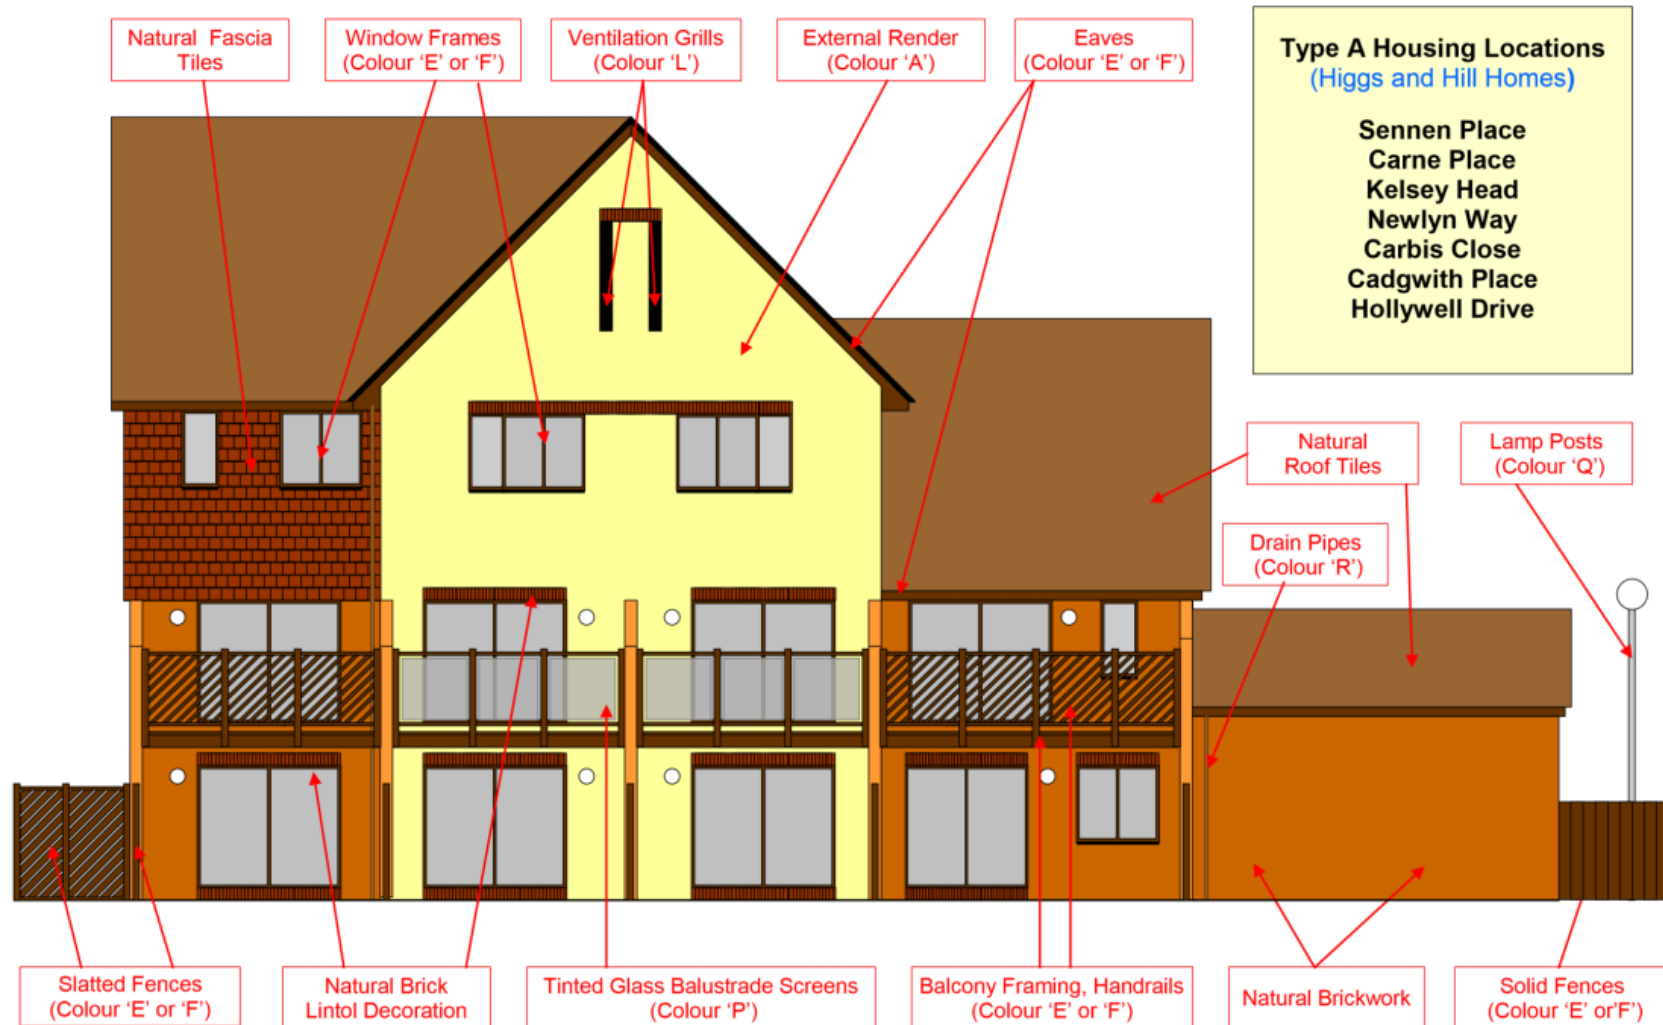 Natural Fascia
Tiles
Window Frames
(Colour 'E' or 'F')
Ventilation Grills
(Colour 'L')
External Render
(Colour 'A')
Eaves
(Colour 'E' or 'F')
Type A Housing Locations
(Higgs and Hill Homes)
Sennen Place
Carne Place
Kelsey Head
Newlyn Way
Carbis Close
Cadgwith Place
Hollywell Drive
Natural
Roof Tiles
Lamp Posts
(Colour 'Q')
Drain Pipes
(Colour 'R')
Slatted Fences
(Colour 'E' or 'F')
Natural Brick
Lintol Decoration
Tinted Glass Balustrade Screens
(Colour 'P')
Balcony Framing, Handrails
(Colour 'E' or 'F')
Natural Brickwork
Solid Fences
(Colour 'E' or'F')